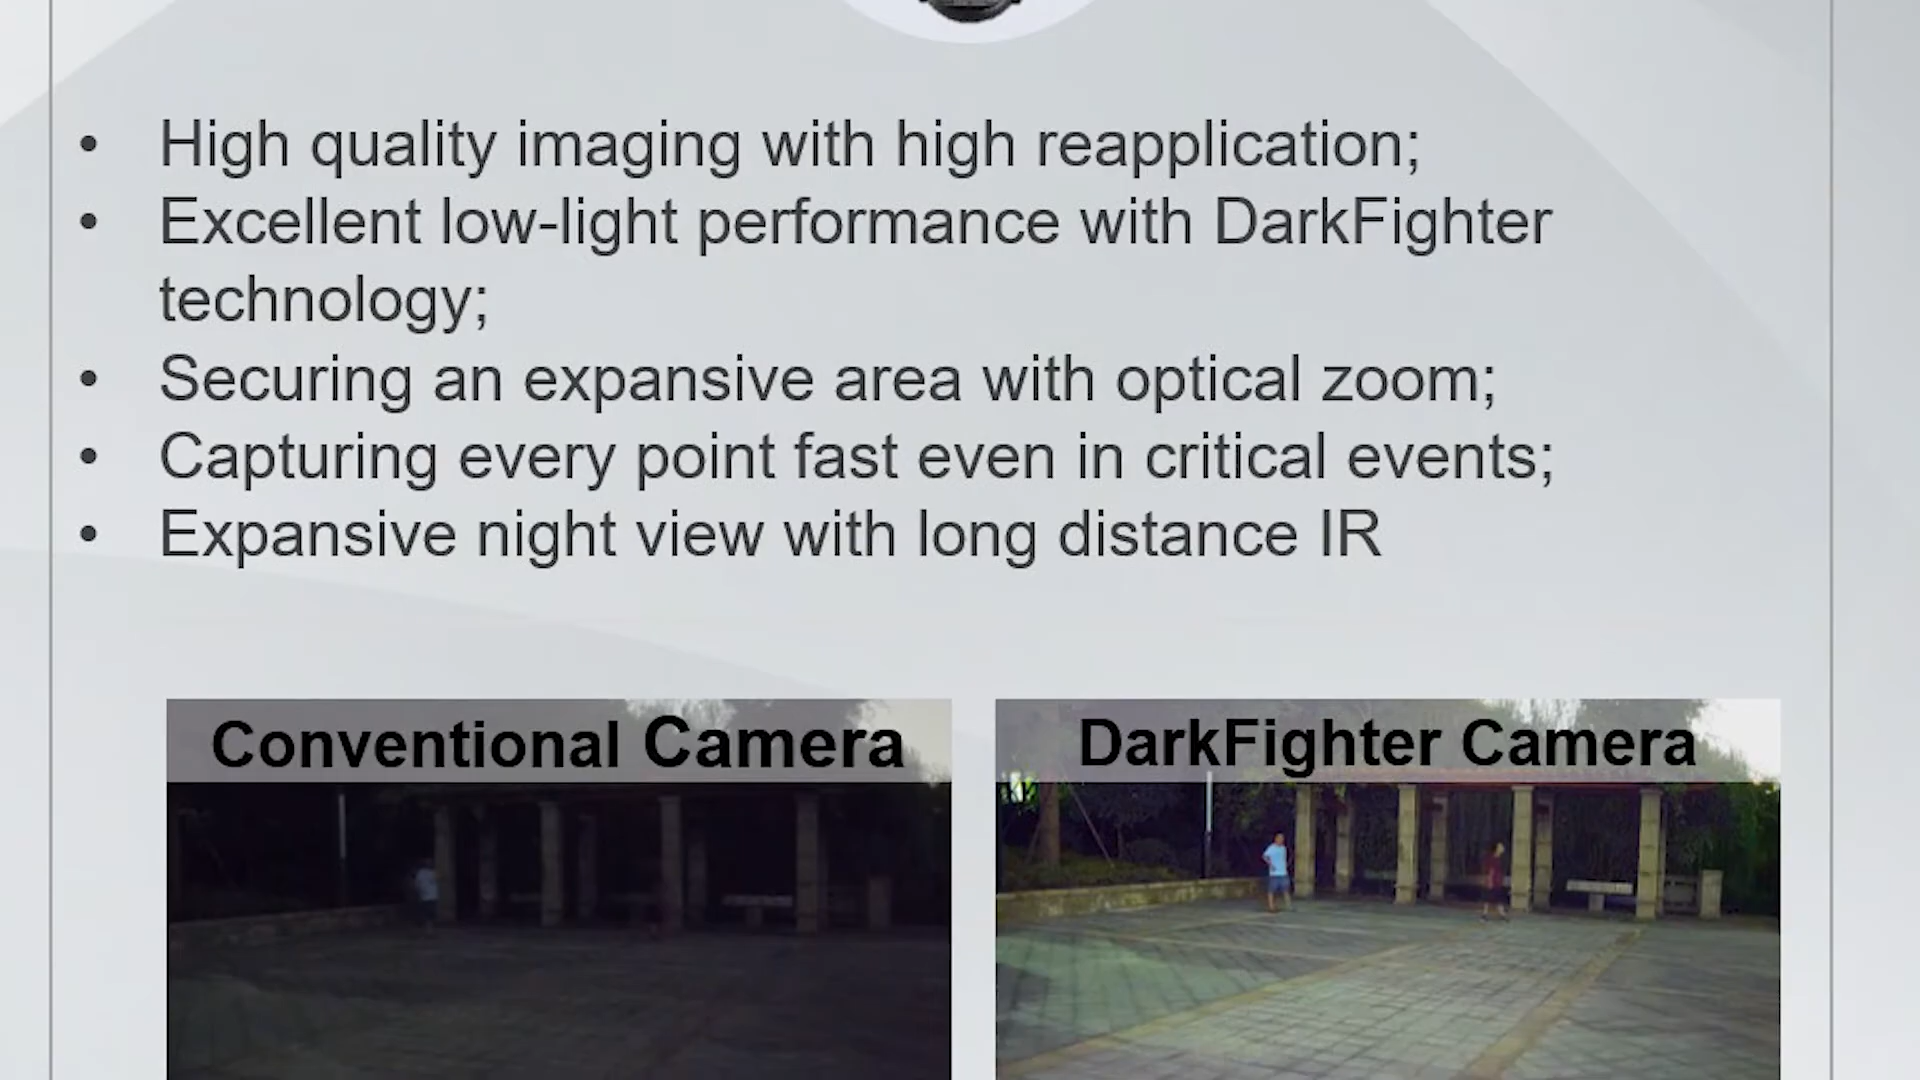 • High quality imaging with high reapplication;
• Excellent low-light performance with DarkFighter
technology;
• Securing an expansive area with optical zoom;
• Capturing every point fast even in critical events;
• Expansive night view with long distance IR
Conventional Camera
DarkFighter Camera